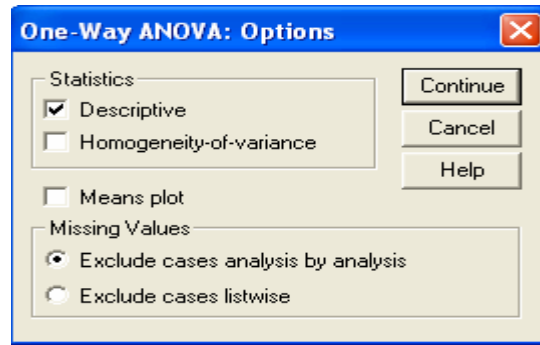 One-Way ANOVA: Options
Statistics
Descriptive
Homogeneity-of-variance
Means plot
Missing Values
Exclude cases analysis by analysis
Exclude cases listwise
Continue
Cancel
Help